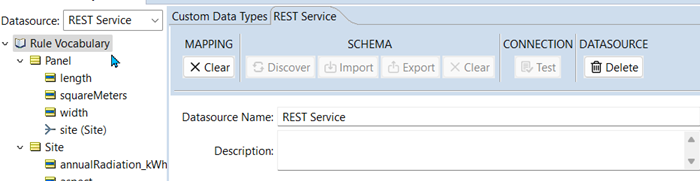 Datasource: REST Service
Rule Vocabulary
Panel
length
squareMeters
width
site (Site)
Site
annualRadiation_kWh
Custom Data Types REST Service
MAPPING SCHEMA CONNECTION DATASOURCE
Clear Discover Import Export Clear Test Delete
Datasource Name: REST Service
Description: